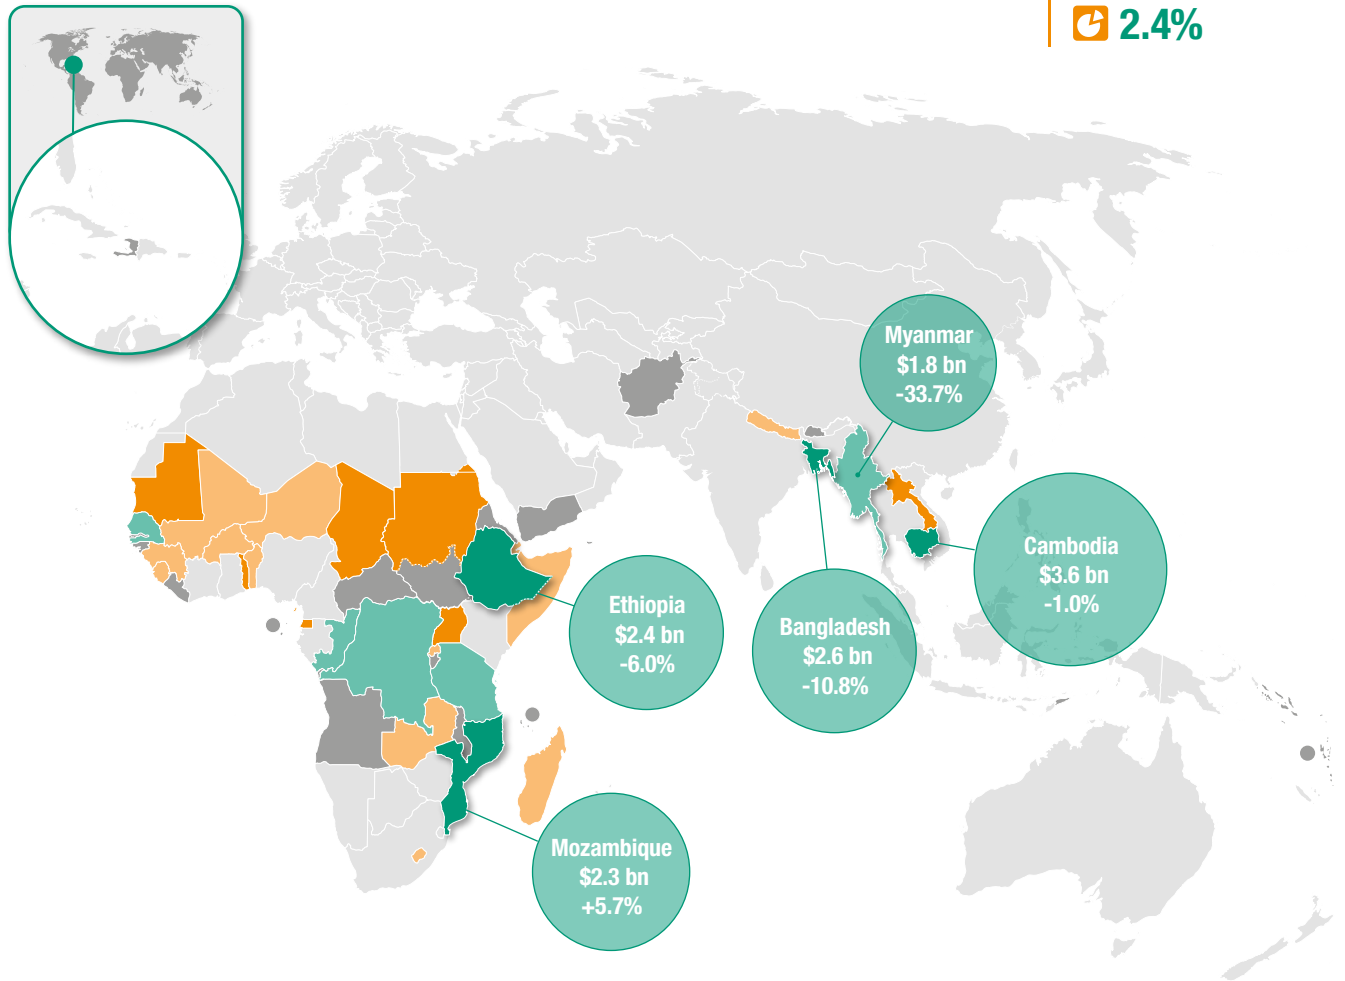 2.4%
Myanmar
$1.8 bn
-33.7%
Cambodia
$3.6 bn
-1.0%
Ethiopia
$2.4 bn
-6.0%
Bangladesh
$2.6 bn
-10.8%
Mozambique
$2.3 bn
+5.7%